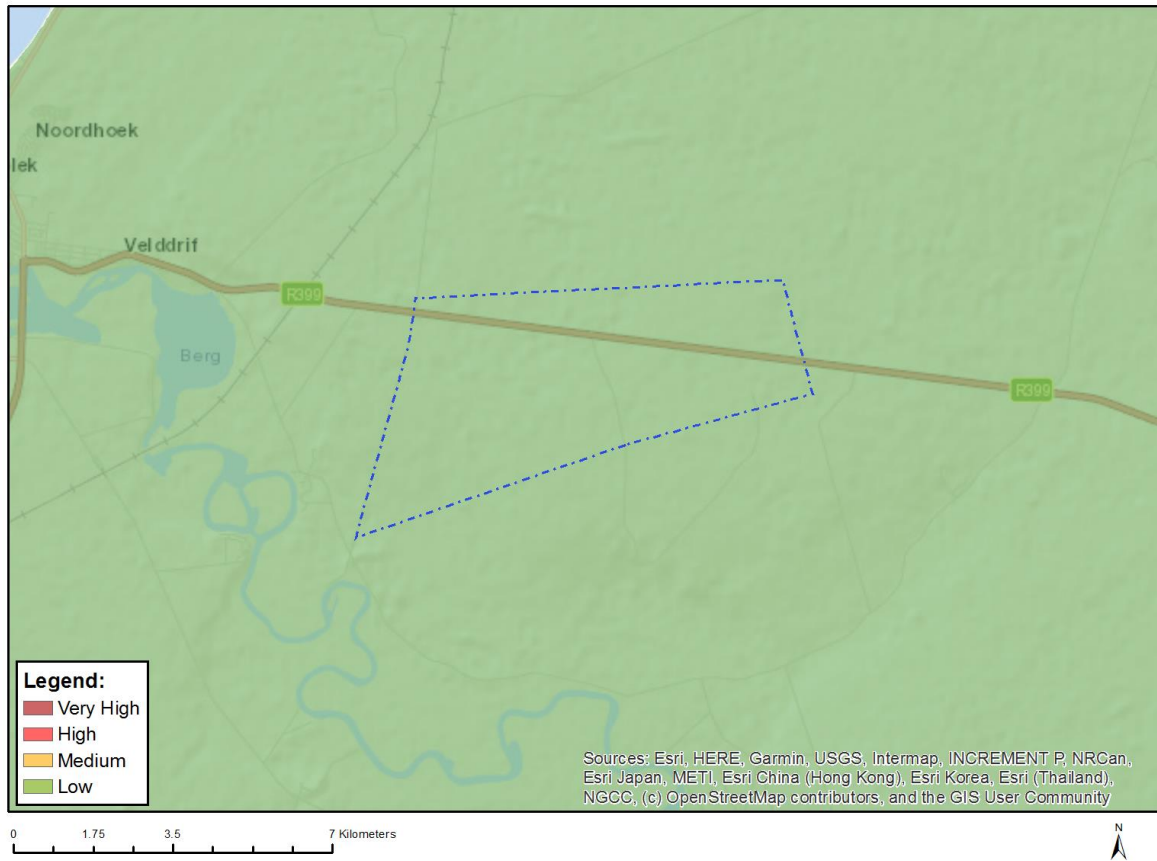 Noordhoek
lek
Velddrif
R399
Berg
R399
Legend:
Very High
High
Medium
Low
Sources: Esri, HERE, Garmin, USGS, Intermap, INCREMENT P, NRCan,
Esri Japan, METI, Esri China (Hong Kong), Esri Korea, Esri (Thailand),
NGCC, (c) OpenStreetMap contributors, and the GIS User Community
0 1.75 3.5 7 Kilometers
N